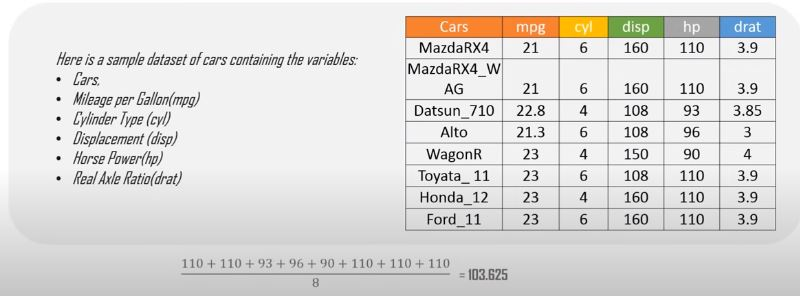 Here is a sample dataset of cars containing the variables:
• Cars,
• Mileage per Gallon(mpg)
• Cylinder Type (cyl)
• Displacement (disp)
• Horse Power(hp)
• Real Axle Ratio(drat)
Cars mpg cyl disp hp drat
MazdaRX4 21 6 160 110 3.9
MazdaRX4_W
AG 21 6 160 110 3.9
Datsun_710 22.8 4 108 93 3.85
Alto 21.3 6 108 96 3
WagonR 23 4 150 90 4
Toyata_ 11 23 6 108 110 3.9
Honda_12 23 4 160 110 3.9
Ford_11 23 6 160 110 3.9
110 + 110 + 93 + 96 + 90 + 110 + 110 + 110
8
= 103.625